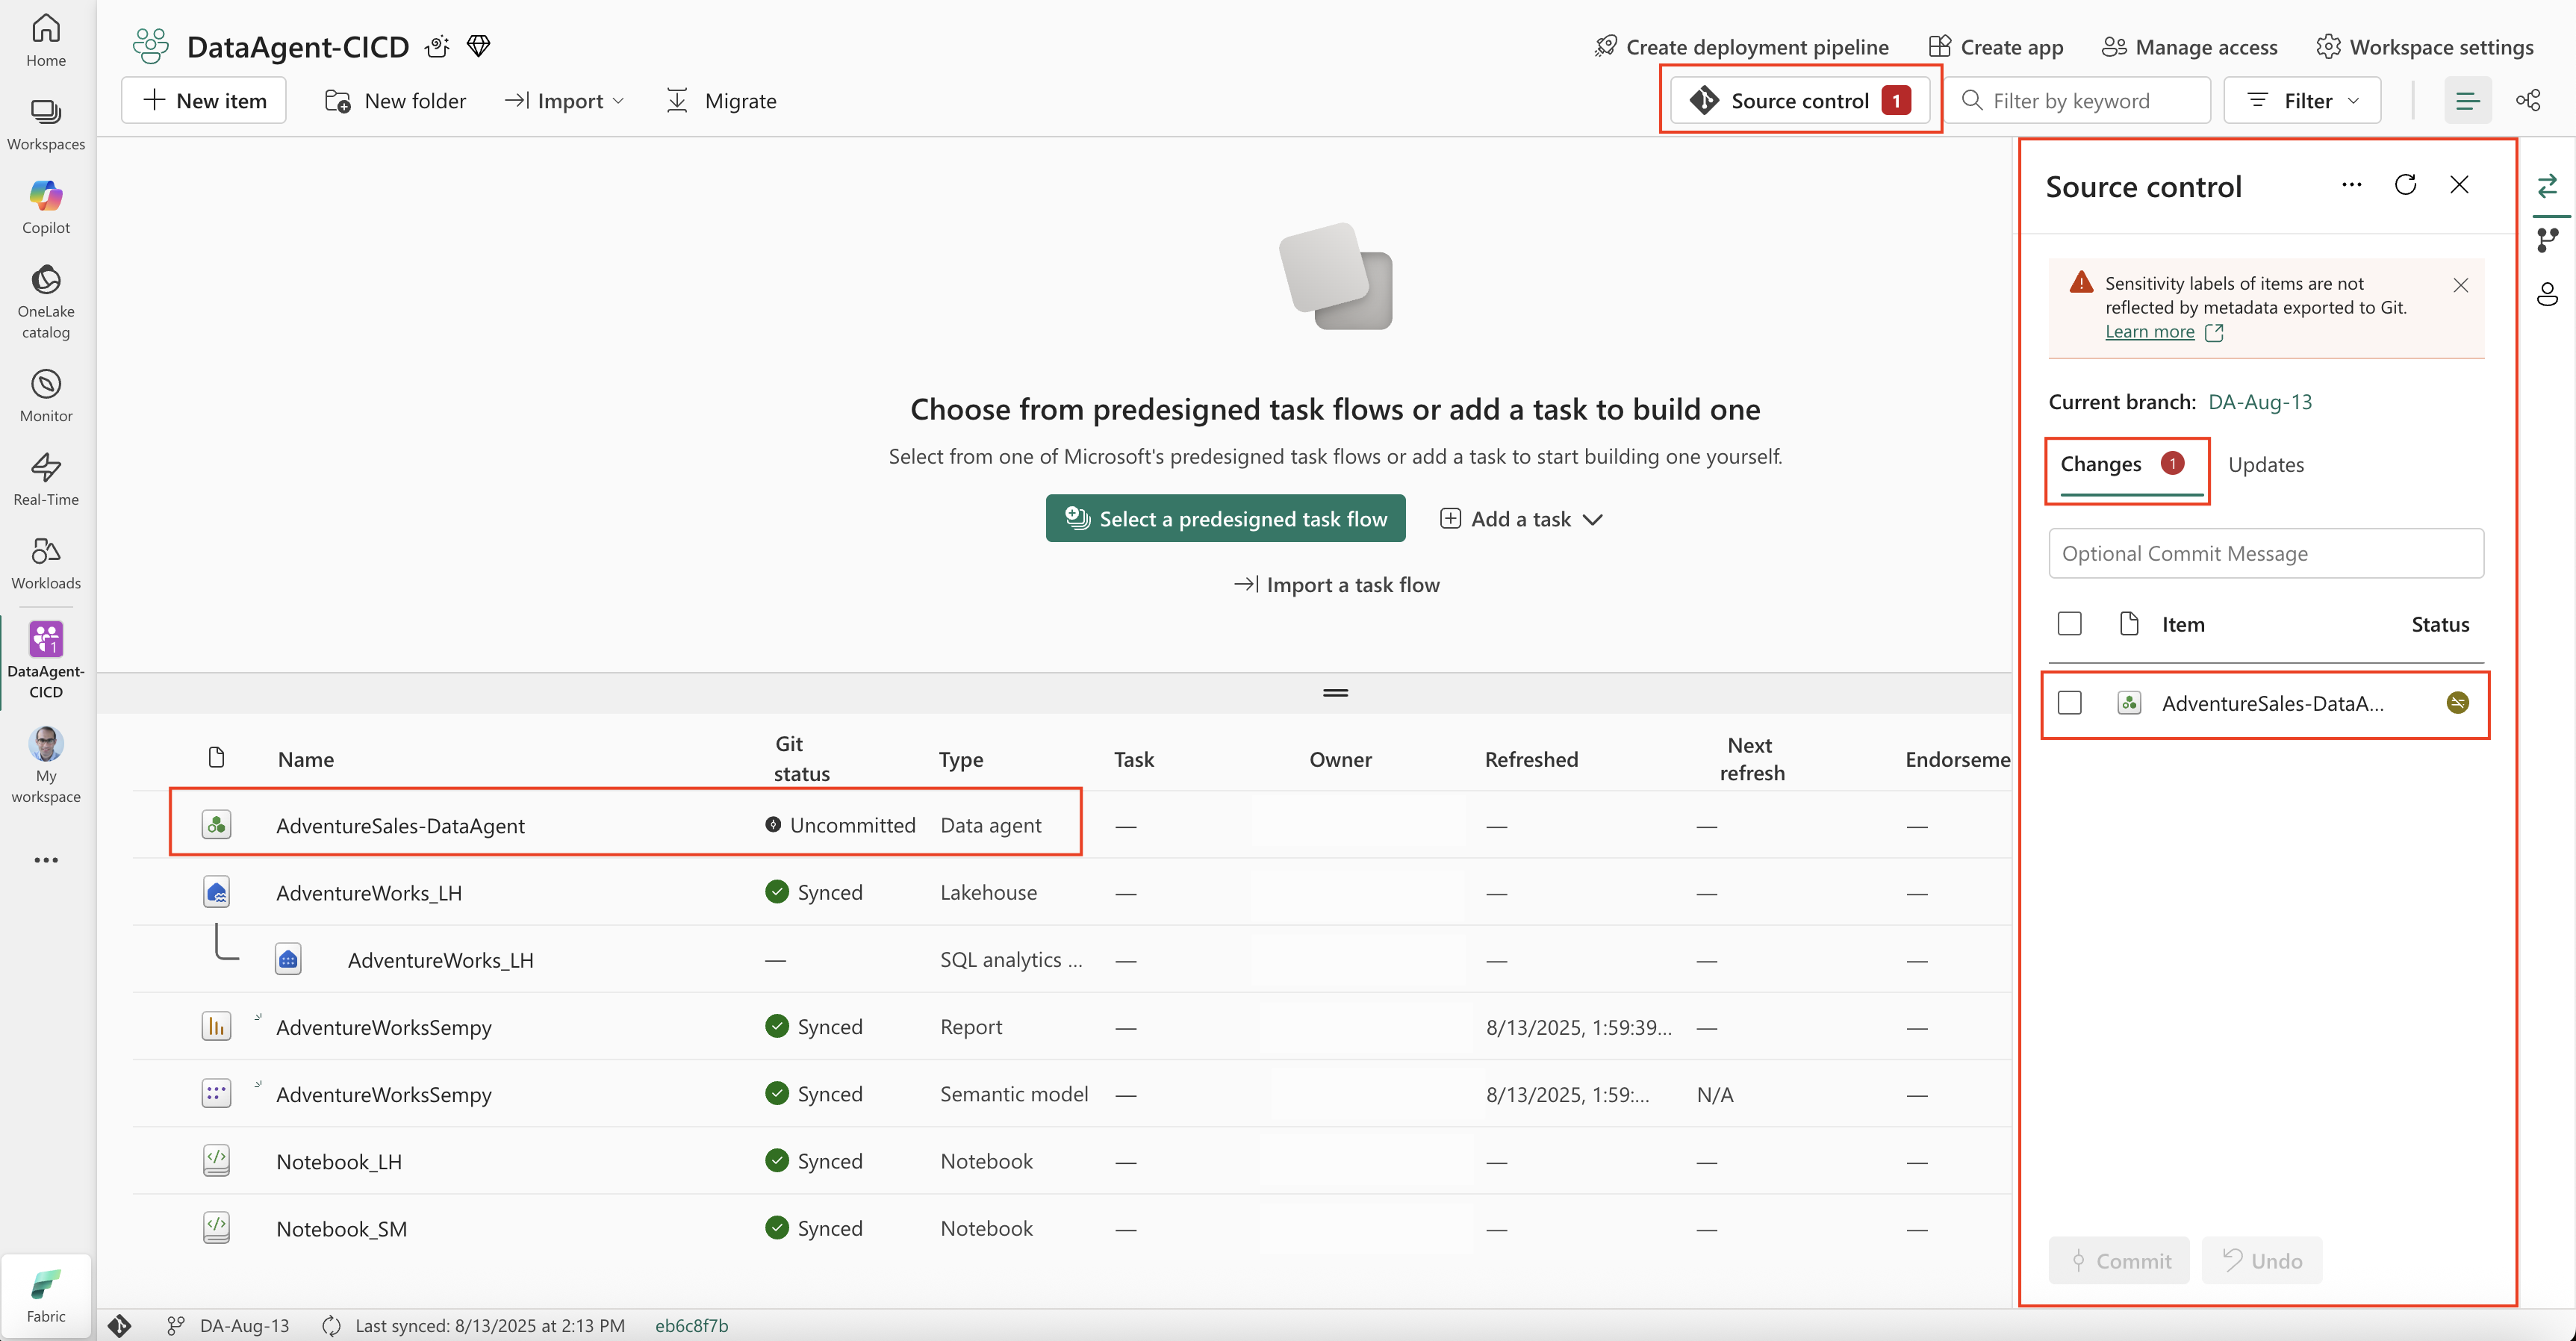 Home
Workspaces
Copilot
OneLake
catalog
Monitor
Real-Time
Workloads
1
DataAgent-
CICD
My
workspace
Fabric
DataAgent-CICD
Create deployment pipeline
Create app
Manage access
Workspace settings
New item
New folder
Import
Migrate
Source control 1
Filter by keyword
Filter
Choose from predesigned task flows or add a task to build one
Select from one of Microsoft's predesigned task flows or add a task to start building one yourself.
Select a predesigned task flow
Add a task
Import a task flow
Name
Git
status
Type
Task
Owner
Refreshed
Next
refresh
Endorseme
AdventureSales-DataAgent Uncommitted Data agent — — — —
AdventureWorks_LH Synced Lakehouse — — — —
AdventureWorks_LH — SQL analytics ... — — — —
AdventureWorksSempy Synced Report — 8/13/2025, 1:59:39... — —
AdventureWorksSempy Synced Semantic model — 8/13/2025, 1:59:... N/A —
Notebook_LH Synced Notebook — — — —
Notebook_SM Synced Notebook — — — —
Source control
Sensitivity labels of items are not
reflected by metadata exported to Git.
Learn more
Current branch: DA-Aug-13
Changes 1
Updates
Optional Commit Message
Item Status
AdventureSales-DataA...
Commit
Undo
DA-Aug-13
Last synced: 8/13/2025 at 2:13 PM
eb6c8f7b